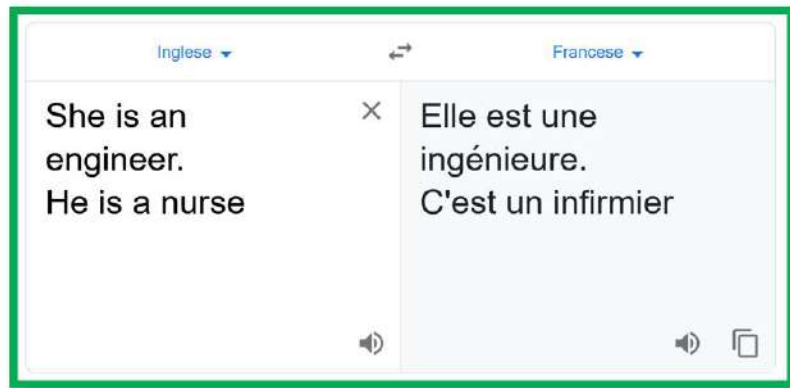 Inglese
Francese
She is an
engineer.
He is a nurse
Elle est une
ingénieure.
C'est un infirmier